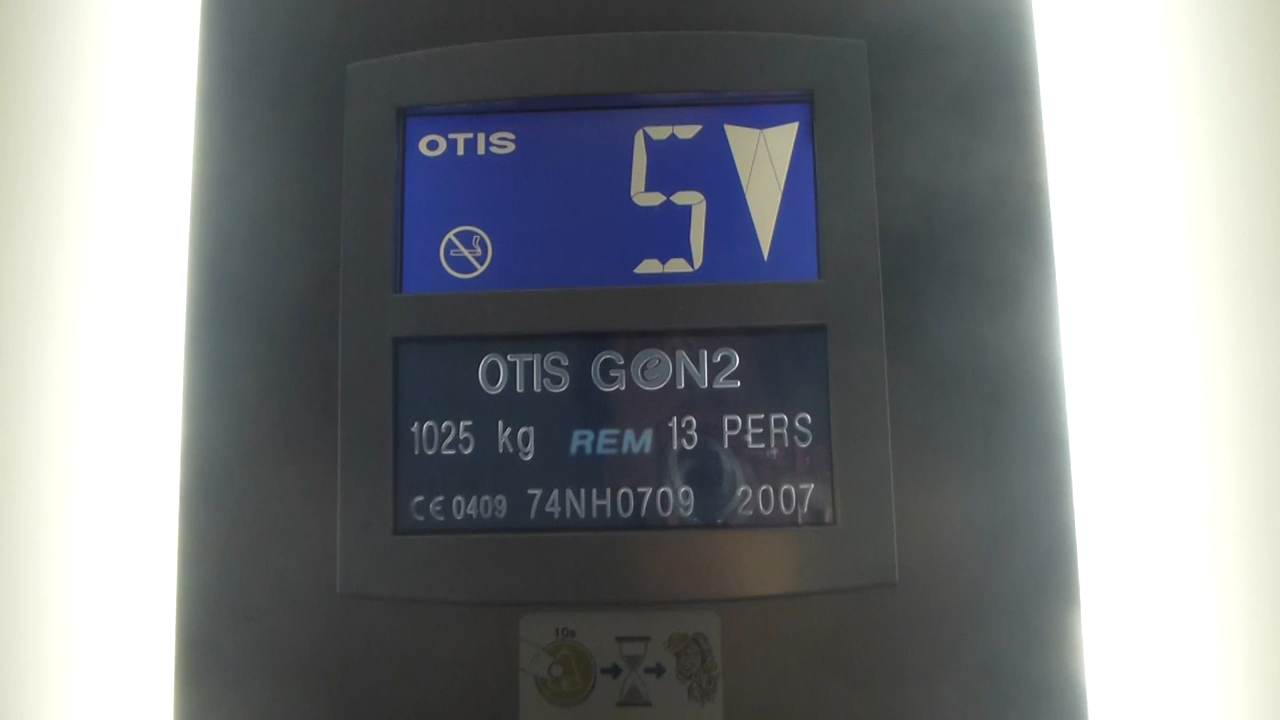 OTIS 5
OTIS GeN2
1025 kg REM 13 PERS
CE 0409 74NH0709 2007
10s